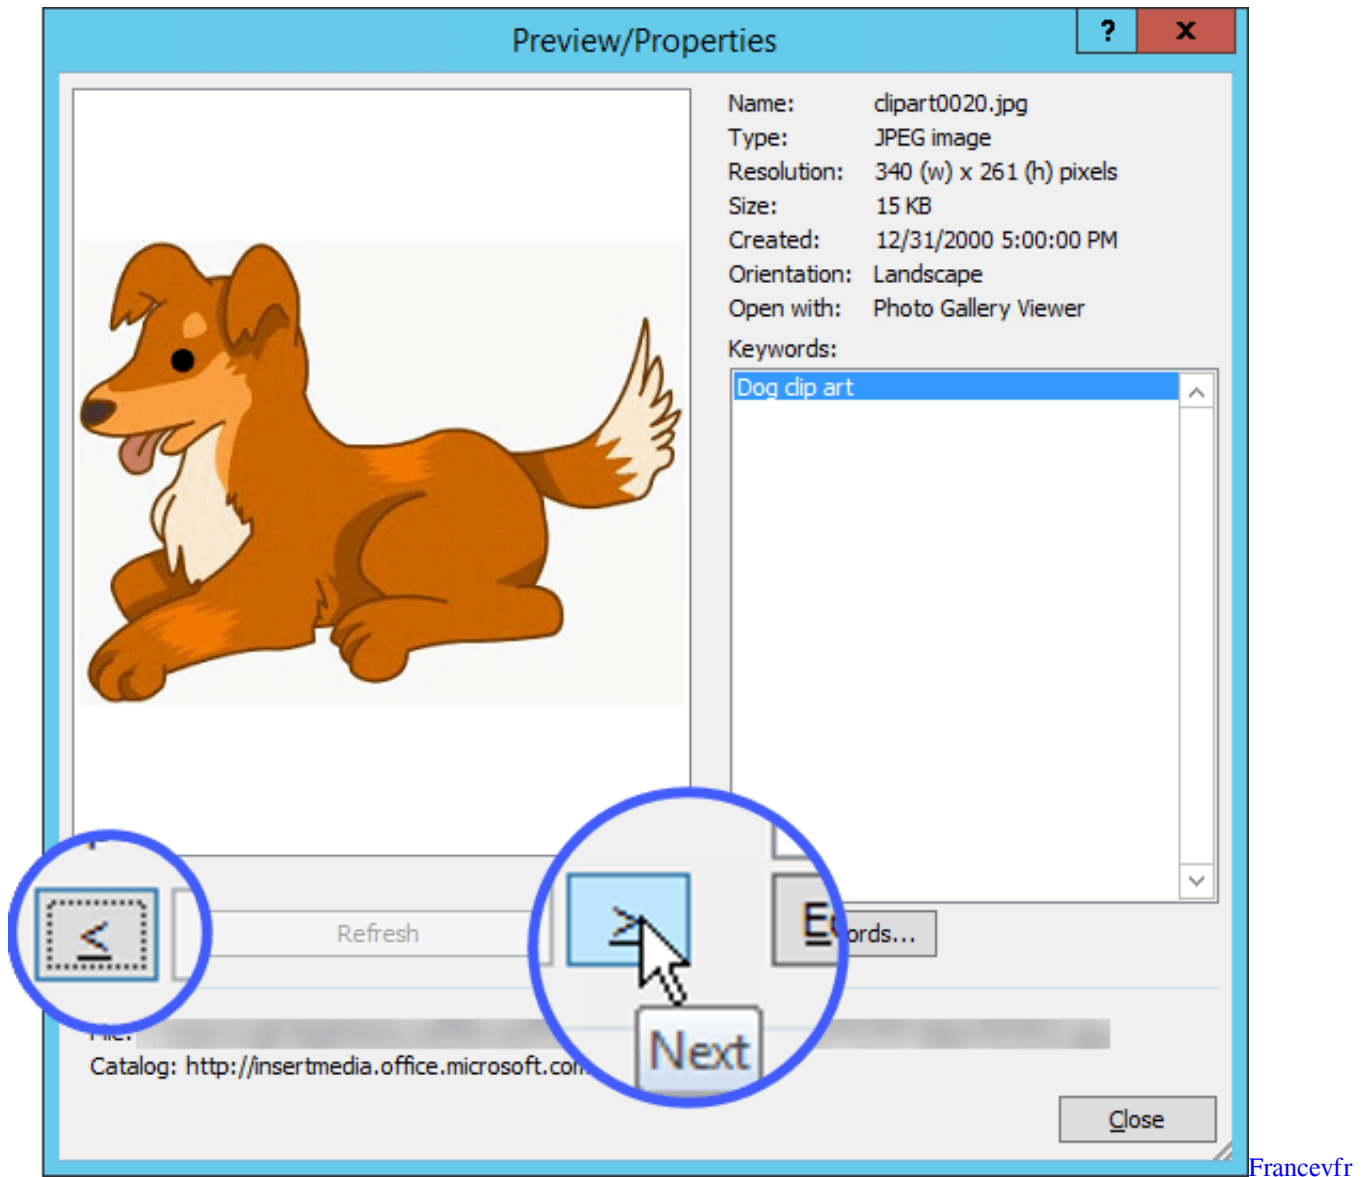 Preview/Properties
?
x
Name: clipart0020.jpg
Type: JPEG image
Resolution: 340 (w) x 261 (h) pixels
Size: 15 KB
Created: 12/31/2000 5:00:00 PM
Orientation: Landscape
Open with: Photo Gallery Viewer
Keywords:
Dog clip art
<
Refresh
>
Next
Catalog: http://insertmedia.office.microsoft.com
Close
Francevfr